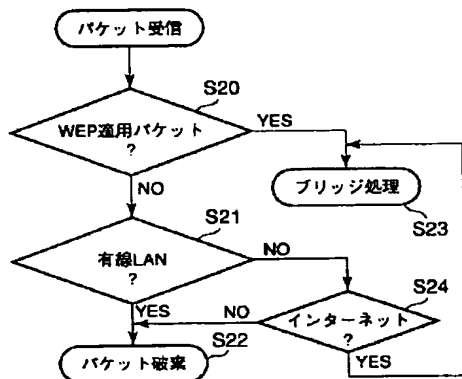 パケット受信
S20
WEP適用パケット
?
YES
NO
ブリッジ処理
S23
S21
有線LAN
?
NO
YES
S24
インターネット
?
NO
YES
パケット破棄
S22